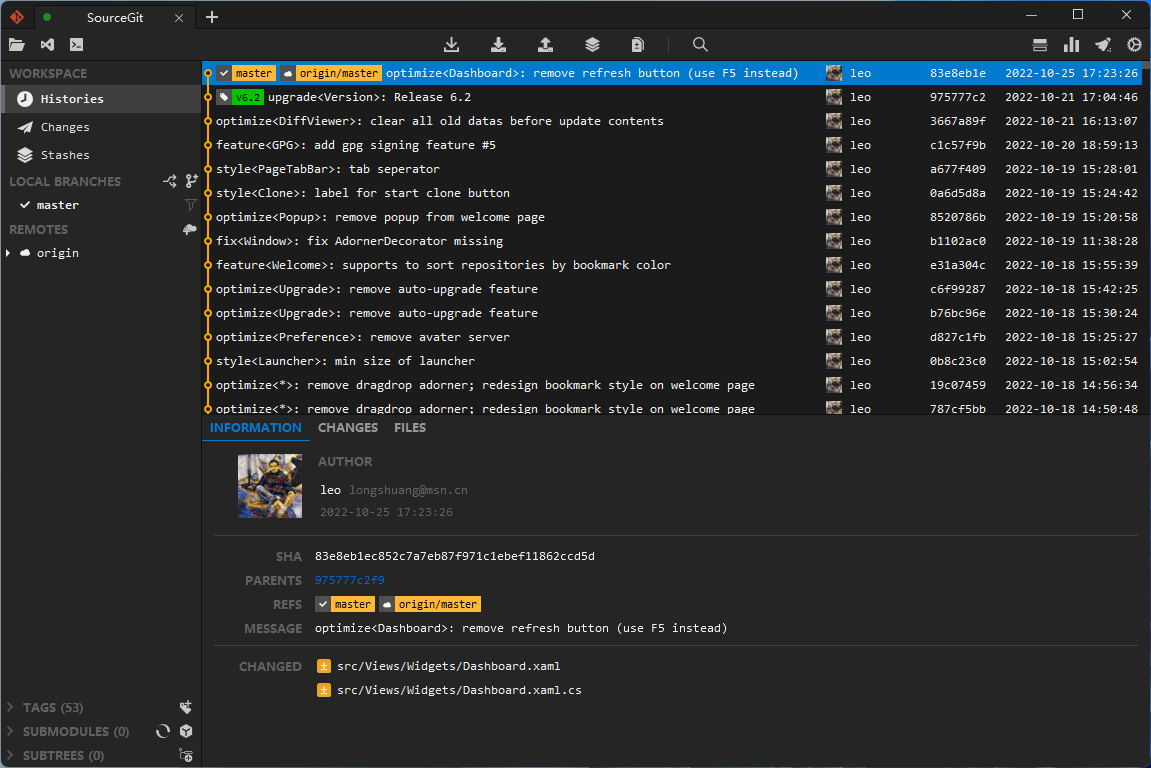 SourceGit
WORKSPACE
Histories
Changes
Stashes
LOCAL BRANCHES
master
REMOTES
origin
TAGS (53)
SUBMODULES (0)
SUBTREES (0)
master origin/master optimize<Dashboard>: remove refresh button (use F5 instead) leo 83e8eb1e 2022-10-25 17:23:26
v6.2 upgrade<Version>: Release 6.2 leo 975777c2 2022-10-21 17:04:46
optimize<DiffViewer>: clear all old datas before update contents leo 3667a89f 2022-10-21 16:13:07
feature<GPG>: add gpg signing feature #5 leo c1c57f9b 2022-10-20 18:59:13
style<PageTabBar>: tab seperator leo a677f409 2022-10-19 15:28:01
style<Clone>: label for start clone button leo 0a6d5d8a 2022-10-19 15:24:42
optimize<Popup>: remove popup from welcome page leo 8520786b 2022-10-19 15:20:58
fix<Window>: fix AdornerDecorator missing leo b1102ac0 2022-10-19 11:38:28
feature<Welcome>: supports to sort repositories by bookmark color leo e31a304c 2022-10-18 15:55:39
optimize<Upgrade>: remove auto-upgrade feature leo c6f99287 2022-10-18 15:42:25
optimize<Upgrade>: remove auto-upgrade feature leo b76bc96e 2022-10-18 15:30:24
optimize<Preference>: remove avater server leo d827c1fb 2022-10-18 15:25:27
style<Launcher>: min size of launcher leo 0b8c23c0 2022-10-18 15:02:54
optimize<*>: remove dragdrop adorner; redesign bookmark style on welcome page leo 19c07459 2022-10-18 14:56:34
optimize<*>: remove dragdrop adorner; redesign bookmark style on welcome page leo 787cf5bb 2022-10-18 14:50:48
INFORMATION CHANGES FILES
AUTHOR
leo longshuang@msn.cn
2022-10-25 17:23:26
SHA 83e8eb1ec852c7a7eb87f971c1ebef11862ccd5d
PARENTS 975777c2f9
REFS master origin/master
MESSAGE optimize<Dashboard>: remove refresh button (use F5 instead)
CHANGED ± src/Views/Widgets/Dashboard.xaml
± src/Views/Widgets/Dashboard.xaml.cs